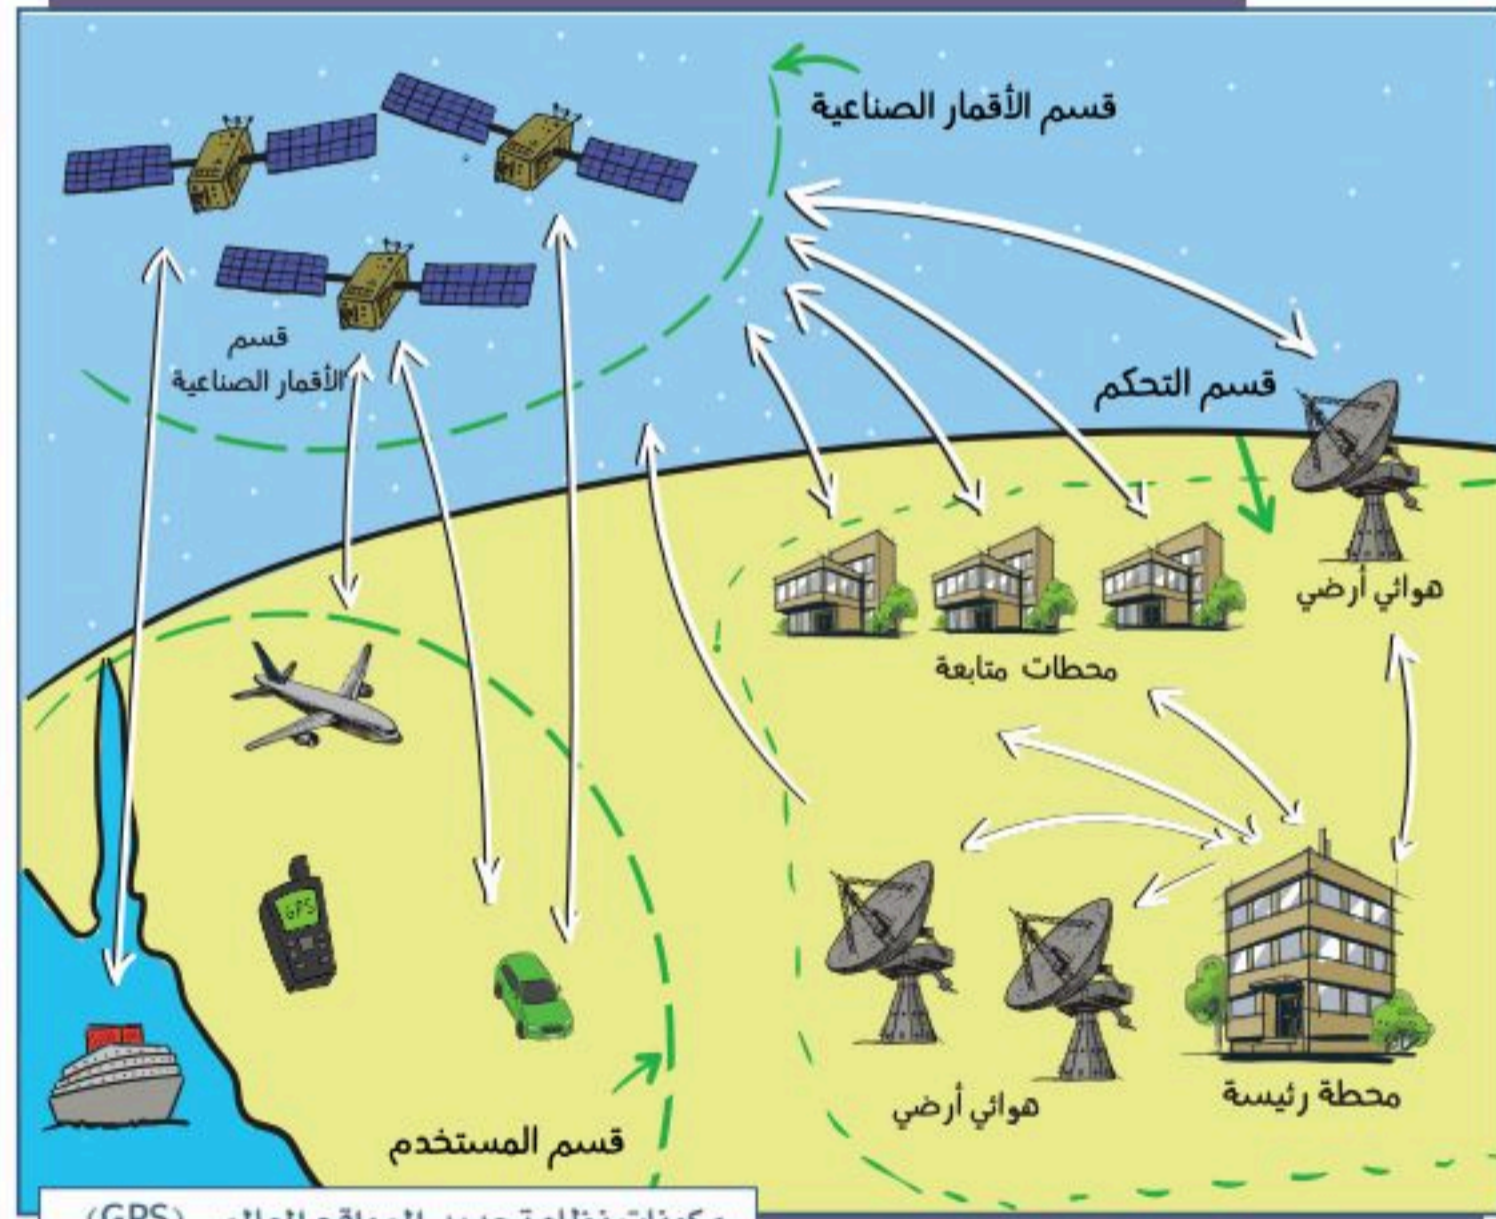 قسم الأقمار الصناعية
قسم
الأقمار الصناعية
قسم التحكم
هوائي أرضي
محطات متابعة
GPS
هوائي أرضي
محطة رئيسة
قسم المستخدم
(GPS)